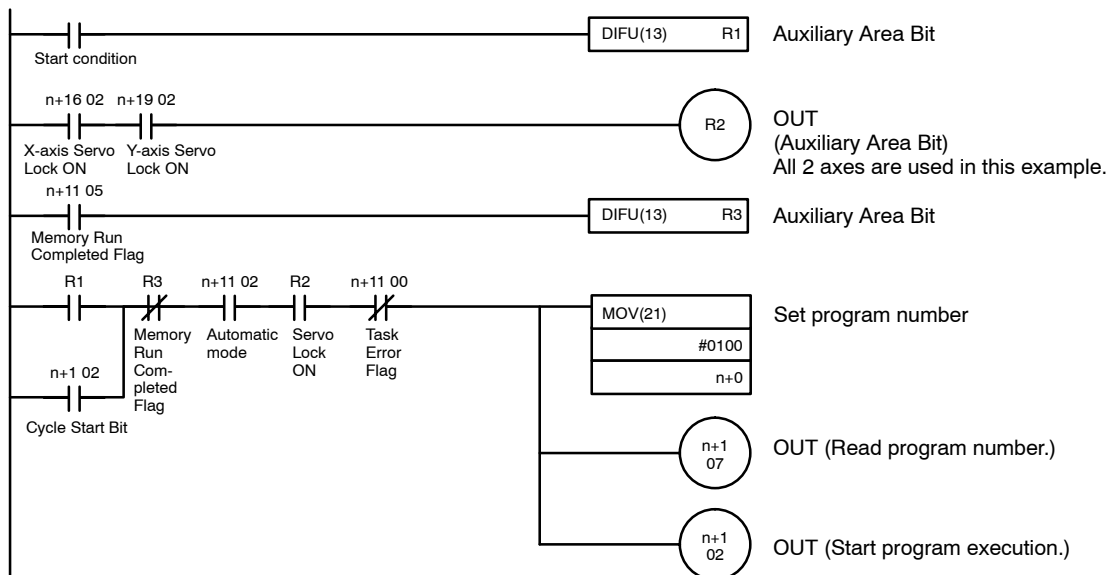 DIFU(13) R1
Auxiliary Area Bit
Start condition
n+16 02 n+19 02
X-axis Servo
Lock ON
Y-axis Servo
Lock ON
R2
OUT
(Auxiliary Area Bit)
All 2 axes are used in this example.
n+11 05
Memory Run
Completed Flag
DIFU(13) R3
Auxiliary Area Bit
R1 R3 n+11 02 R2 n+11 00
Memory
Run
Com-
pleted
Flag
Automatic
mode
Servo
Lock
ON
Task
Error
Flag
MOV(21)
#0100
n+0
Set program number
n+1 02
Cycle Start Bit
n+1
07
OUT (Read program number.)
n+1
02
OUT (Start program execution.)